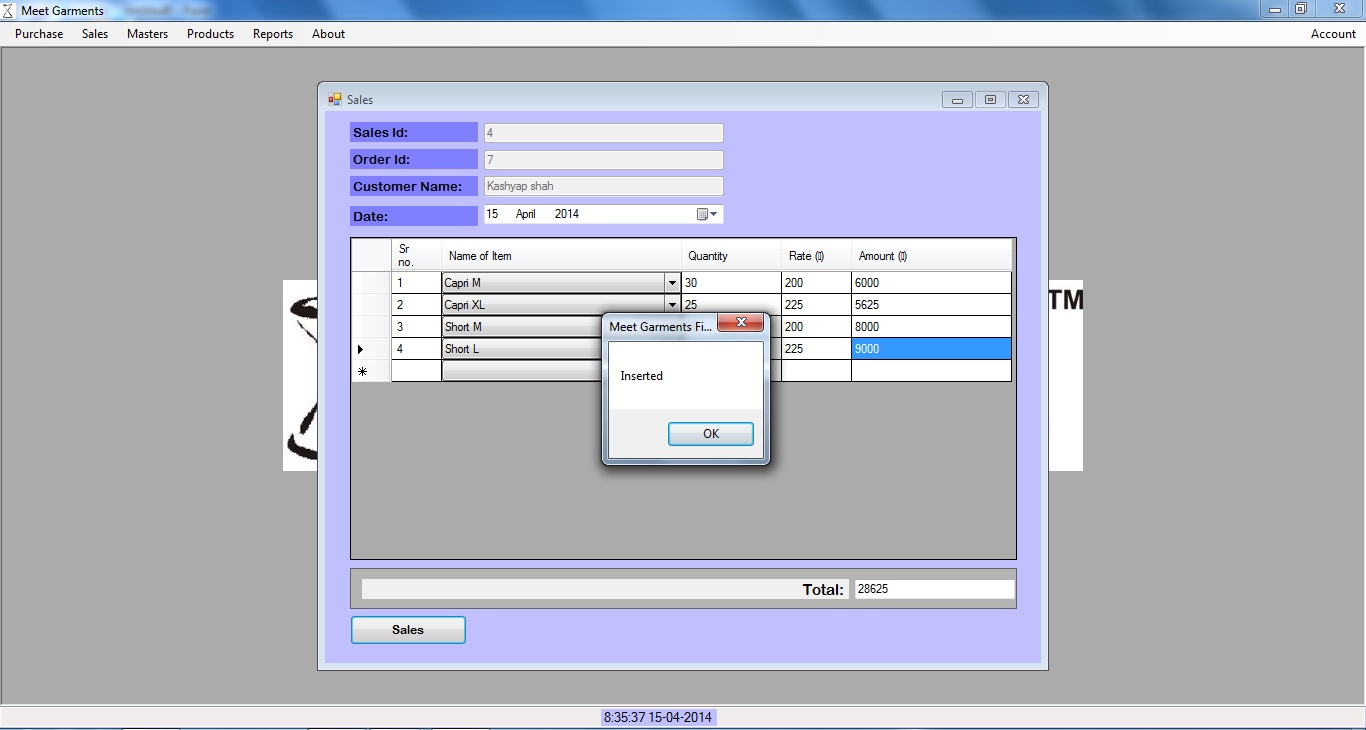 Meet Garments
Purchase Sales Masters Products Reports About Account
Sales
Sales Id: 4
Order Id: 7
Customer Name: Kashyap shah
Date: 15 April 2014
Sr no. Name of Item Quantity Rate (▯) Amount (▯)
1 Capri M 30 200 6000
2 Capri XL 25 225 5625
3 Short M 200 8000
4 Short L 225 9000
TM
Meet Garments Fi...
Inserted
OK
Total: 28625
Sales
8:35:37 15-04-2014